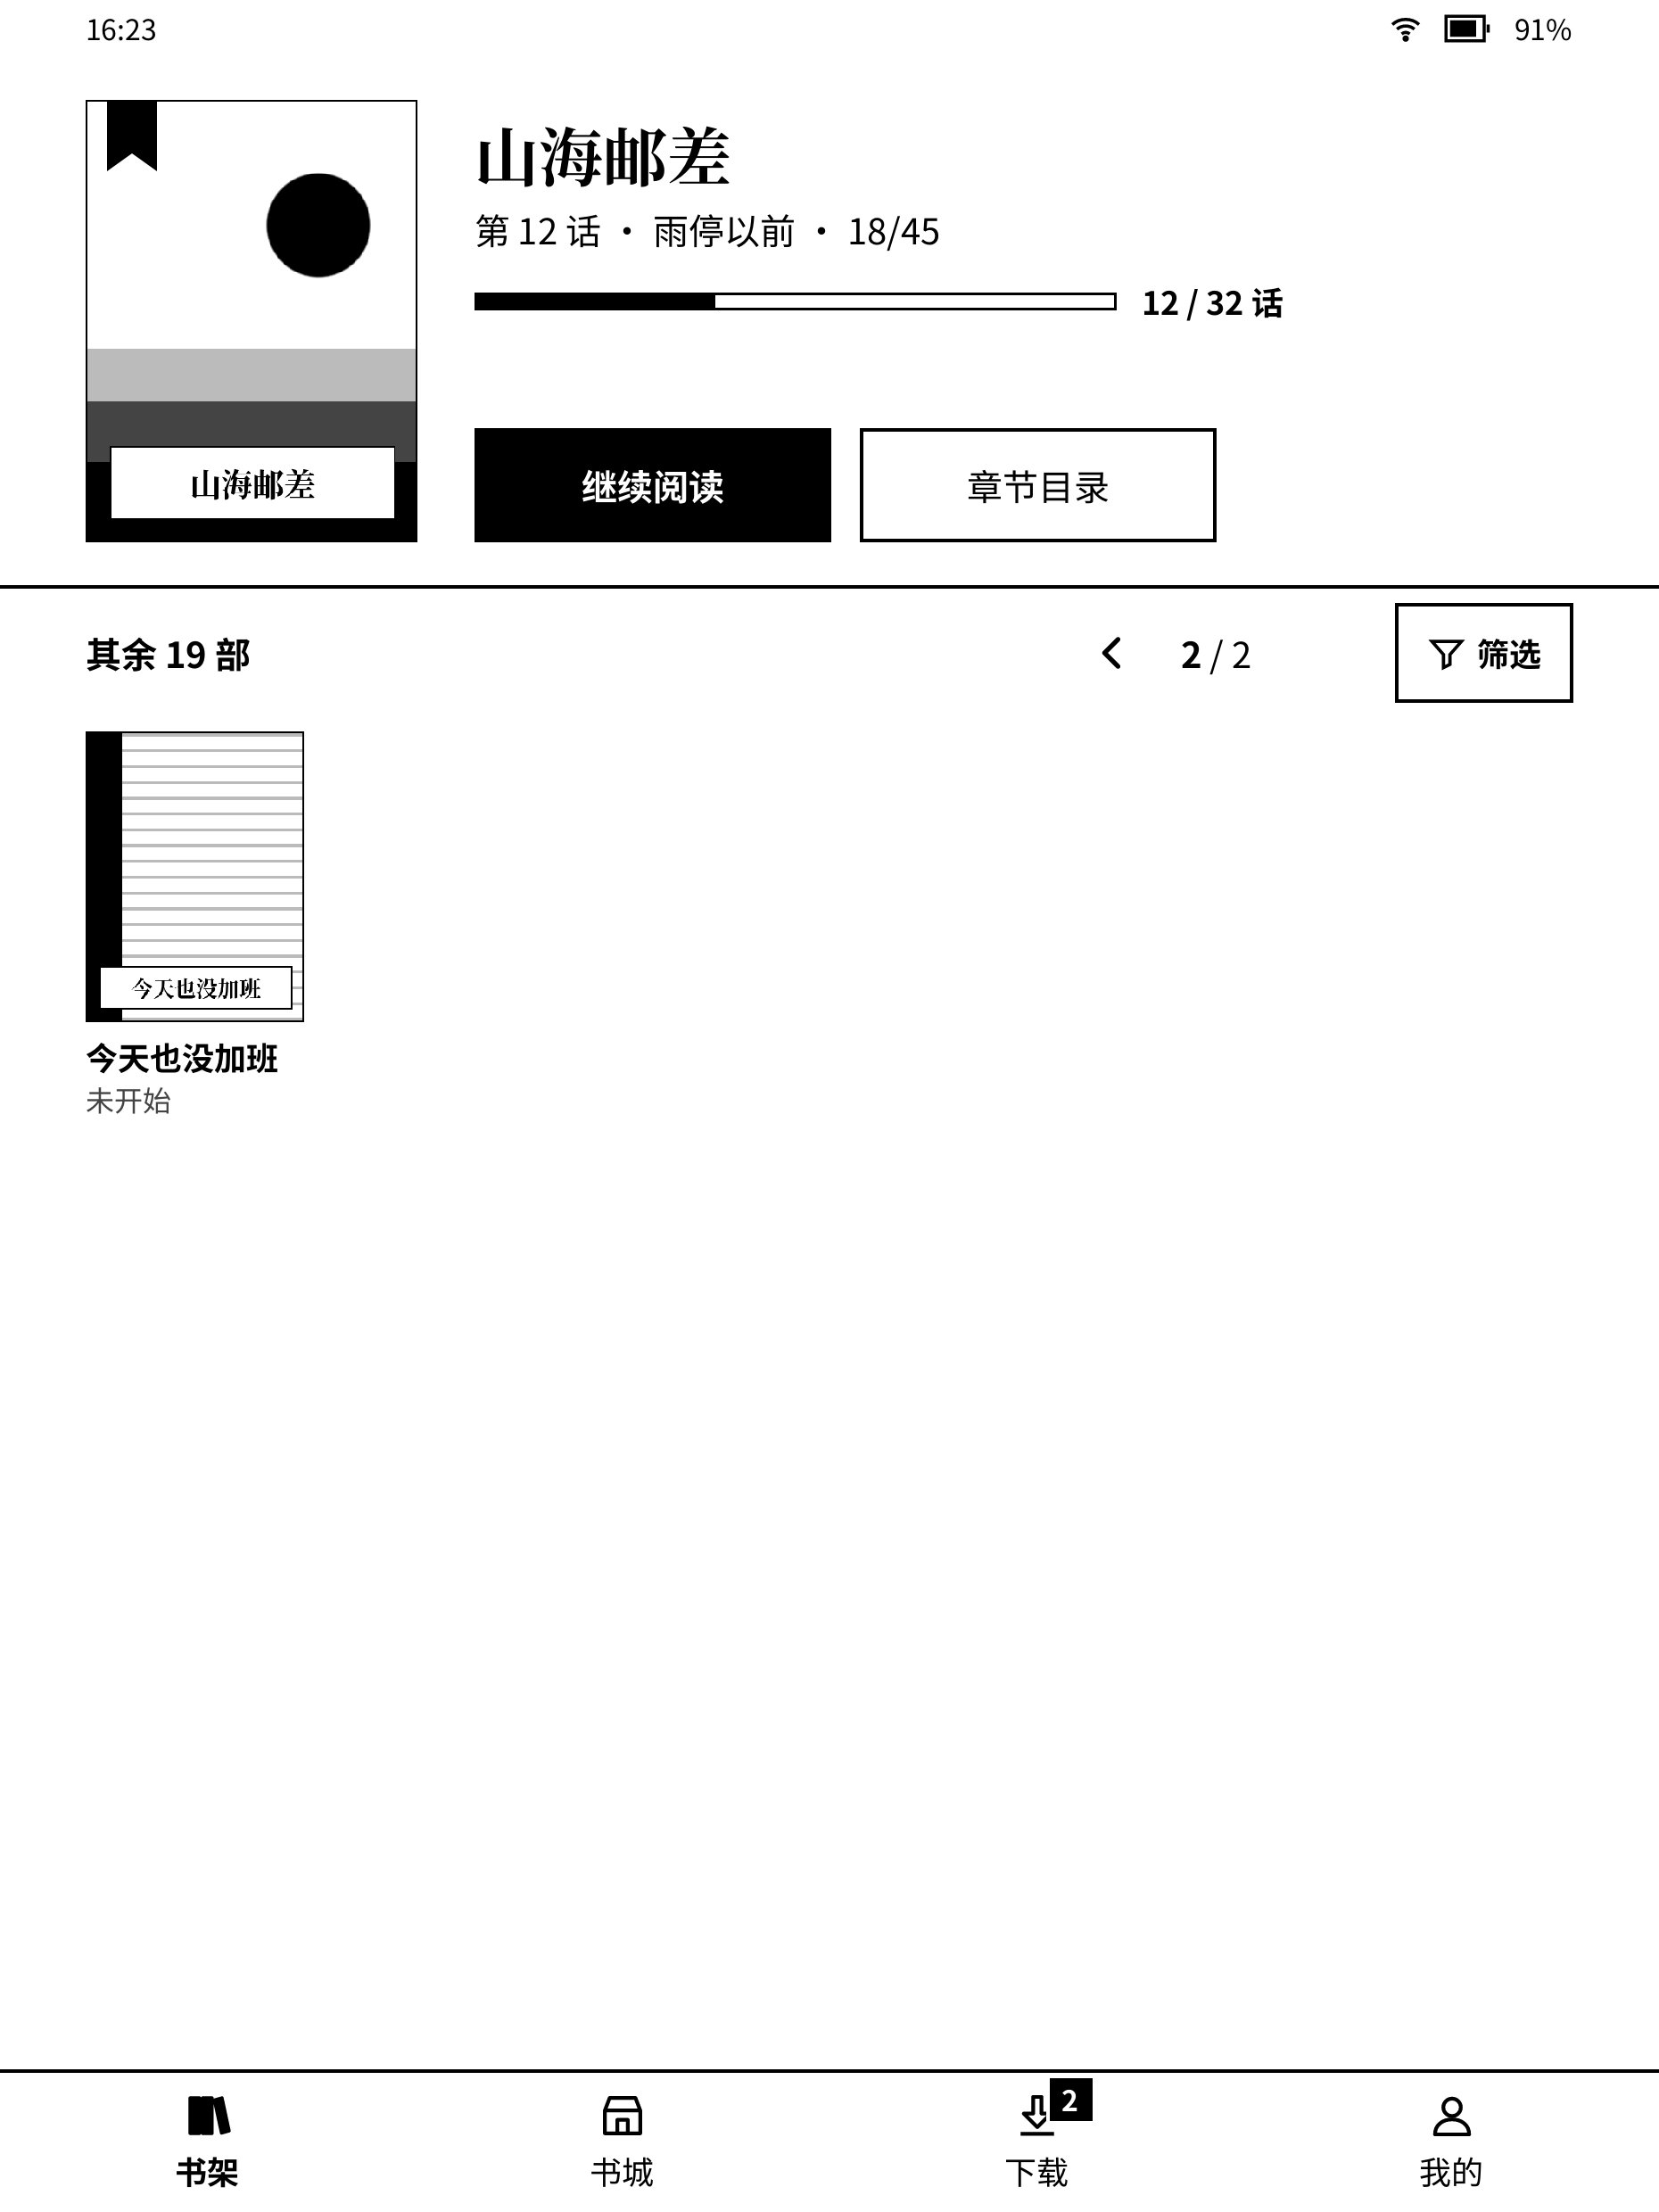 16:23
91%
山海邮差
山海邮差
第 12 话 · 雨停以前 · 18/45
12 / 32 话
继续阅读
章节目录
其余 19 部
2 / 2
筛选
今天也没加班
今天也没加班
未开始
2
书架
书城
下载
我的